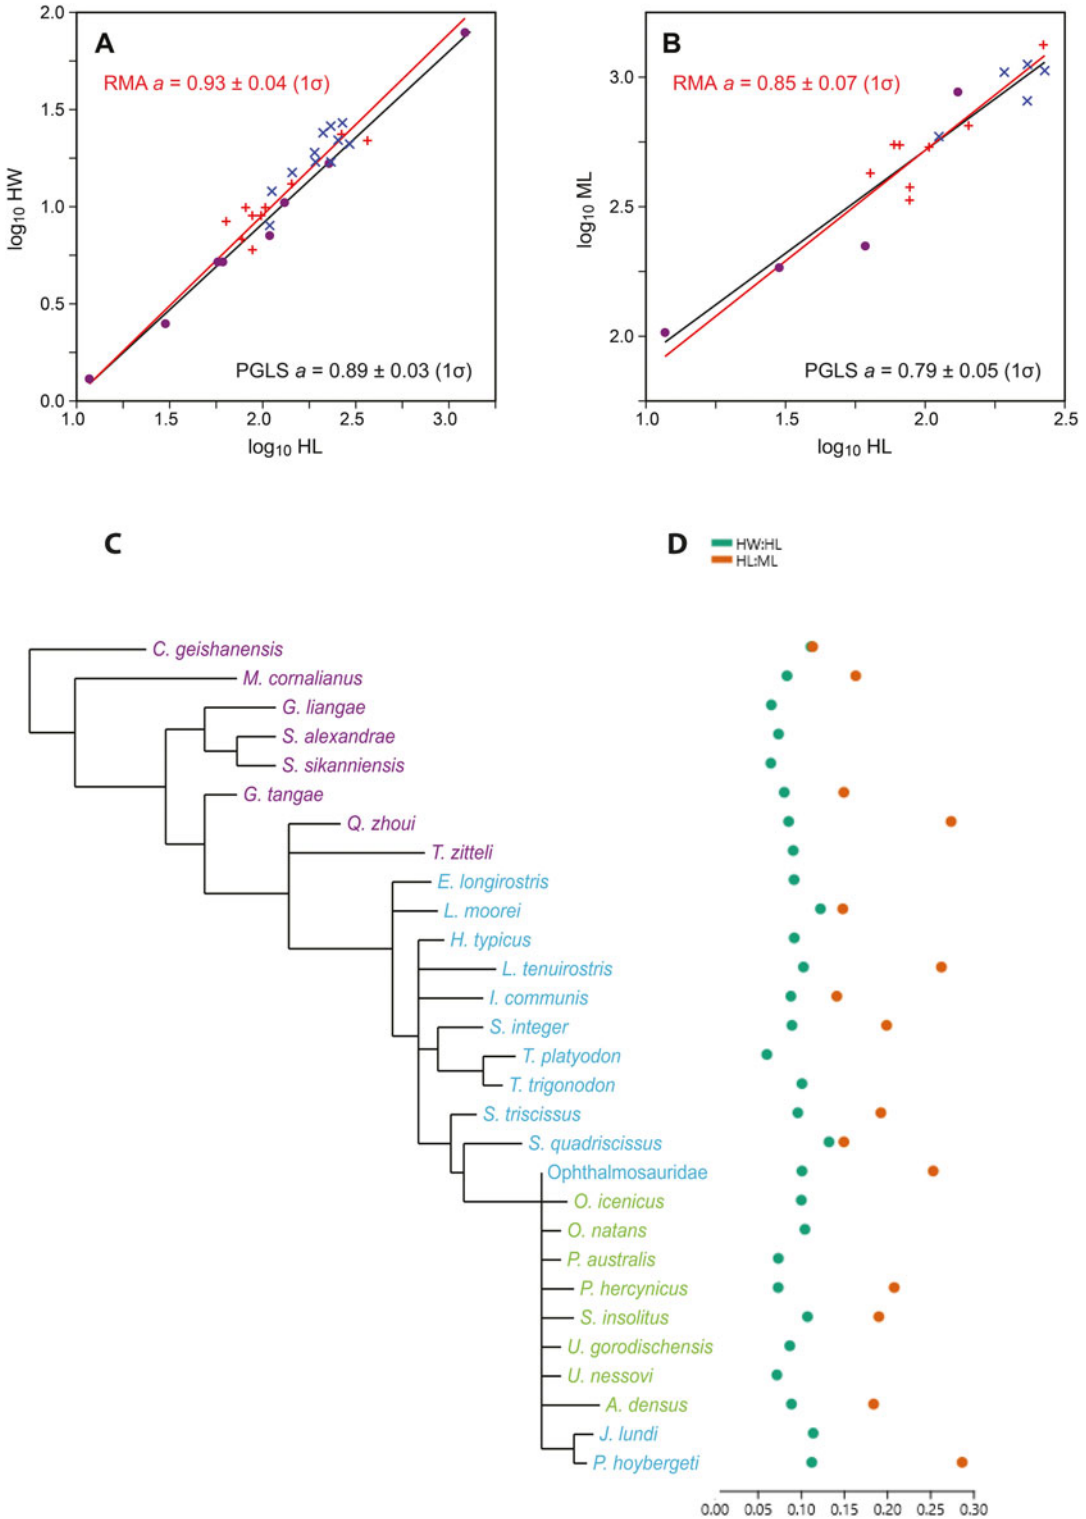 A
RMA a = 0.93 ± 0.04 (1σ)
PGLS a = 0.89 ± 0.03 (1σ)
log10 HW
2.0
1.5
1.0
0.5
0.0
1.0 1.5 2.0 2.5 3.0
log10 HL
B
RMA a = 0.85 ± 0.07 (1σ)
PGLS a = 0.79 ± 0.05 (1σ)
log10 ML
3.0
2.5
2.0
1.0 1.5 2.0 2.5
log10 HL
C
C. geishanensis
M. cornalianus
G. liangae
S. alexandrae
S. sikanniensis
G. tangae
Q. zhoui
T. zitteli
E. longirostris
L. moorei
H. typicus
L. tenuirostris
I. communis
S. integer
T. platyodon
T. trigonodon
S. triscissus
S. quadriscissus
Ophthalmosauridae
O. icenicus
O. natans
P. australis
P. hercynicus
S. insolitus
U. gorodischensis
U. nessovi
A. densus
J. lundi
P. hoybergeti
D
HW:HL
HL:ML
0.00 0.05 0.10 0.15 0.20 0.25 0.30